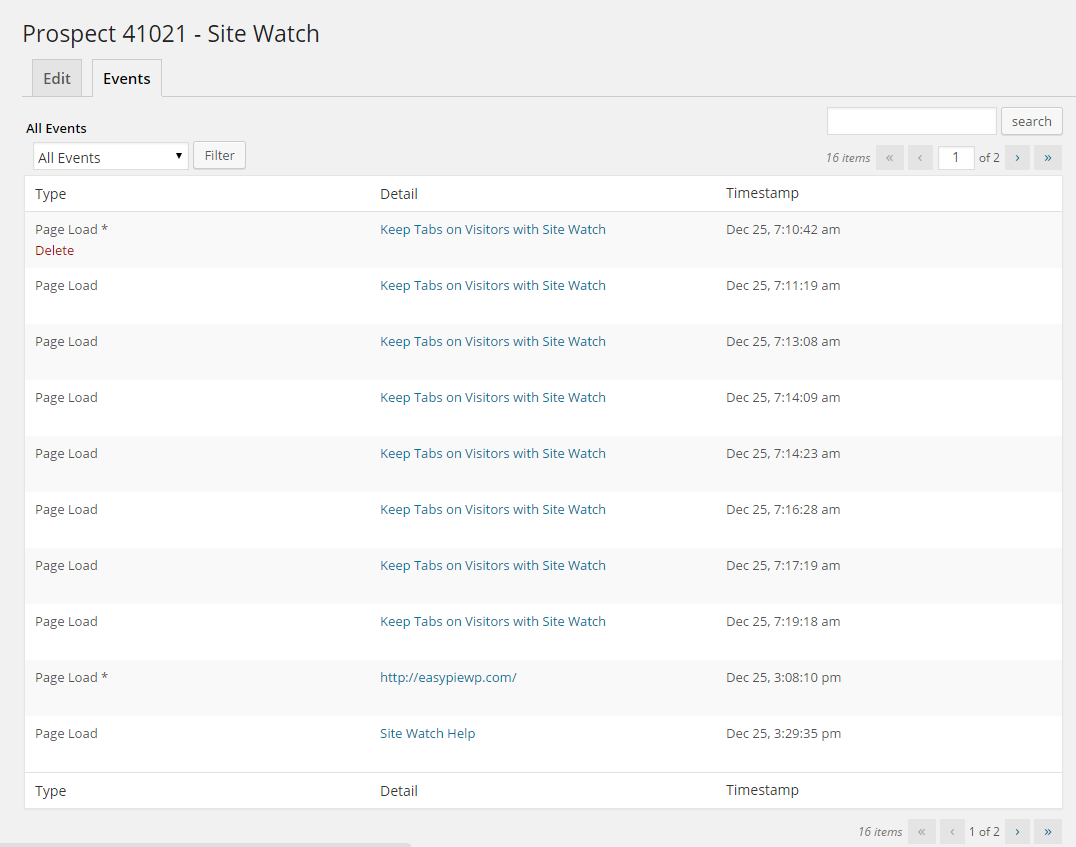 Prospect 41021 - Site Watch
Edit Events
All Events
search
All Events ▼ Filter
16 items « ‹ 1 of 2 › »
Type Detail Timestamp
Page Load * Keep Tabs on Visitors with Site Watch Dec 25, 7:10:42 am
Delete
Page Load Keep Tabs on Visitors with Site Watch Dec 25, 7:11:19 am
Page Load Keep Tabs on Visitors with Site Watch Dec 25, 7:13:08 am
Page Load Keep Tabs on Visitors with Site Watch Dec 25, 7:14:09 am
Page Load Keep Tabs on Visitors with Site Watch Dec 25, 7:14:23 am
Page Load Keep Tabs on Visitors with Site Watch Dec 25, 7:16:28 am
Page Load Keep Tabs on Visitors with Site Watch Dec 25, 7:17:19 am
Page Load Keep Tabs on Visitors with Site Watch Dec 25, 7:19:18 am
Page Load * http://easypiewp.com/ Dec 25, 3:08:10 pm
Page Load Site Watch Help Dec 25, 3:29:35 pm
Type Detail Timestamp
16 items « ‹ 1 of 2 › »